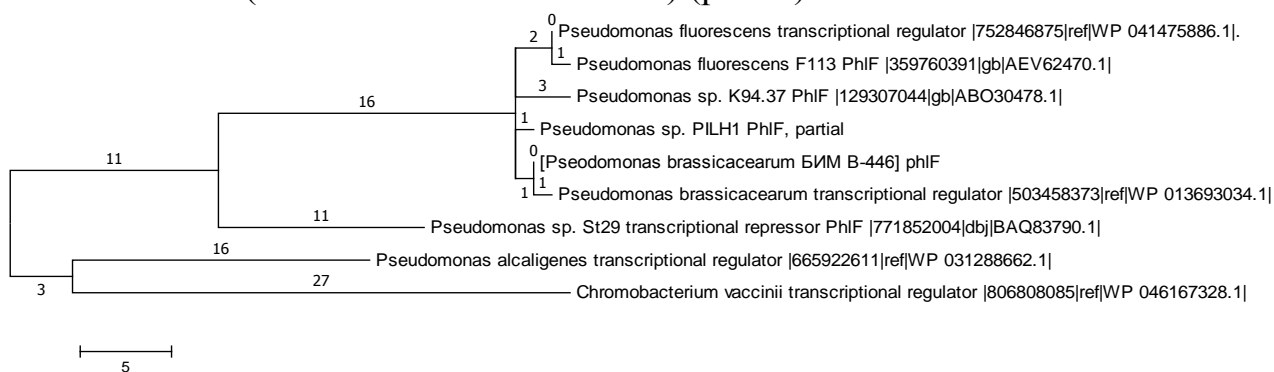 0
Pseudomonas fluorescens transcriptional regulator |752846875|ref|WP 041475886.1|.
2
1
Pseudomonas fluorescens F113 PhlF |359760391|gb|AEV62470.1|
3
Pseudomonas sp. K94.37 PhlF |129307044|gb|ABO30478.1|
16
1
Pseudomonas sp. PILH1 PhlF, partial
11
0
[Pseodomonas brassicacearum БИМ B-446] phlF
1
1
Pseudomonas brassicacearum transcriptional regulator |503458373|ref|WP 013693034.1|
11
Pseudomonas sp. St29 transcriptional repressor PhlF |771852004|dbj|BAQ83790.1|
16
Pseudomonas alcaligenes transcriptional regulator |665922611|ref|WP 031288662.1|
3
27
Chromobacterium vaccinii transcriptional regulator |806808085|ref|WP 046167328.1|
5